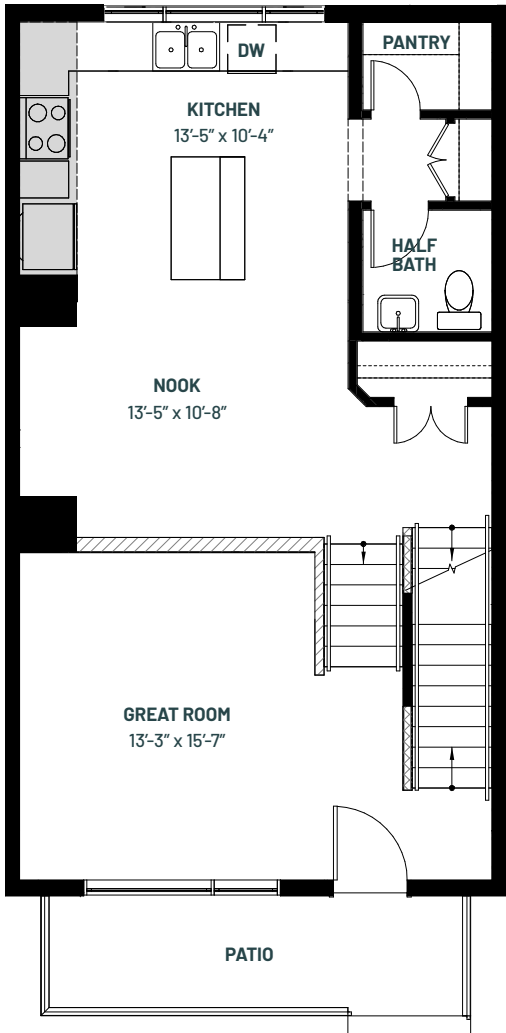 PANTRY
DW
KITCHEN
13'-5" x 10'-4"
HALF
BATH
NOOK
13'-5" x 10'-8"
GREAT ROOM
13'-3" x 15'-7"
PATIO